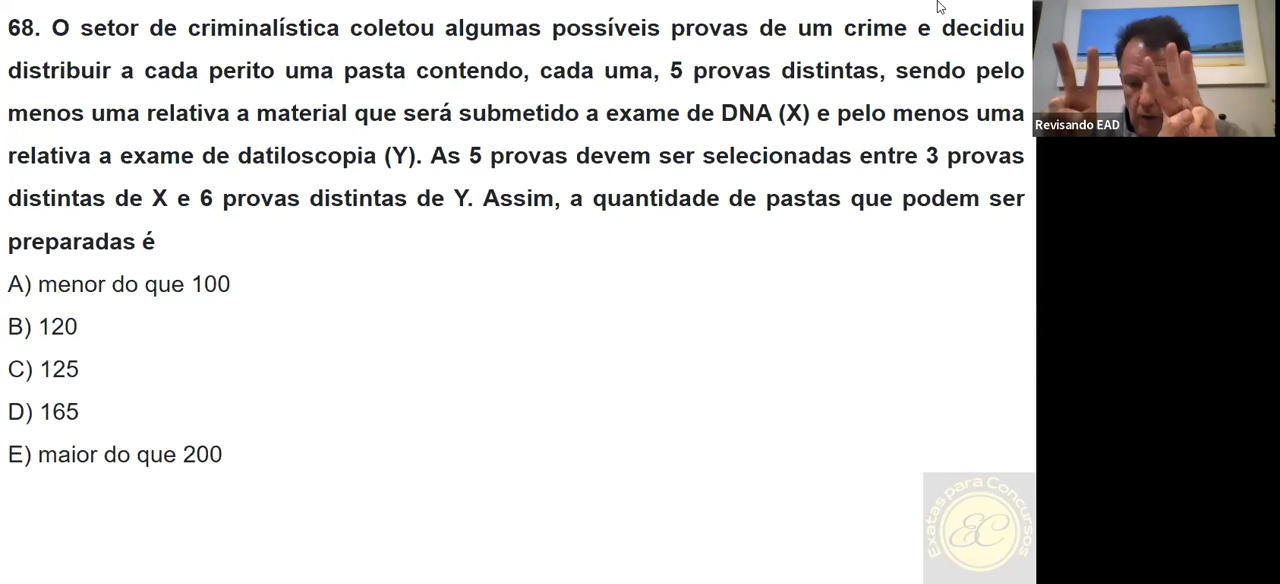 68. O setor de criminalística coletou algumas possíveis provas de um crime e decidiu
distribuir a cada perito uma pasta contendo, cada uma, 5 provas distintas, sendo pelo
menos uma relativa a material que será submetido a exame de DNA (X) e pelo menos uma
relativa a exame de datiloscopia (Y). As 5 provas devem ser selecionadas entre 3 provas
distintas de X e 6 provas distintas de Y. Assim, a quantidade de pastas que podem ser
preparadas é
A) menor do que 100
B) 120
C) 125
D) 165
E) maior do que 200
Revisando EAD
Exatas para Concursos
EC